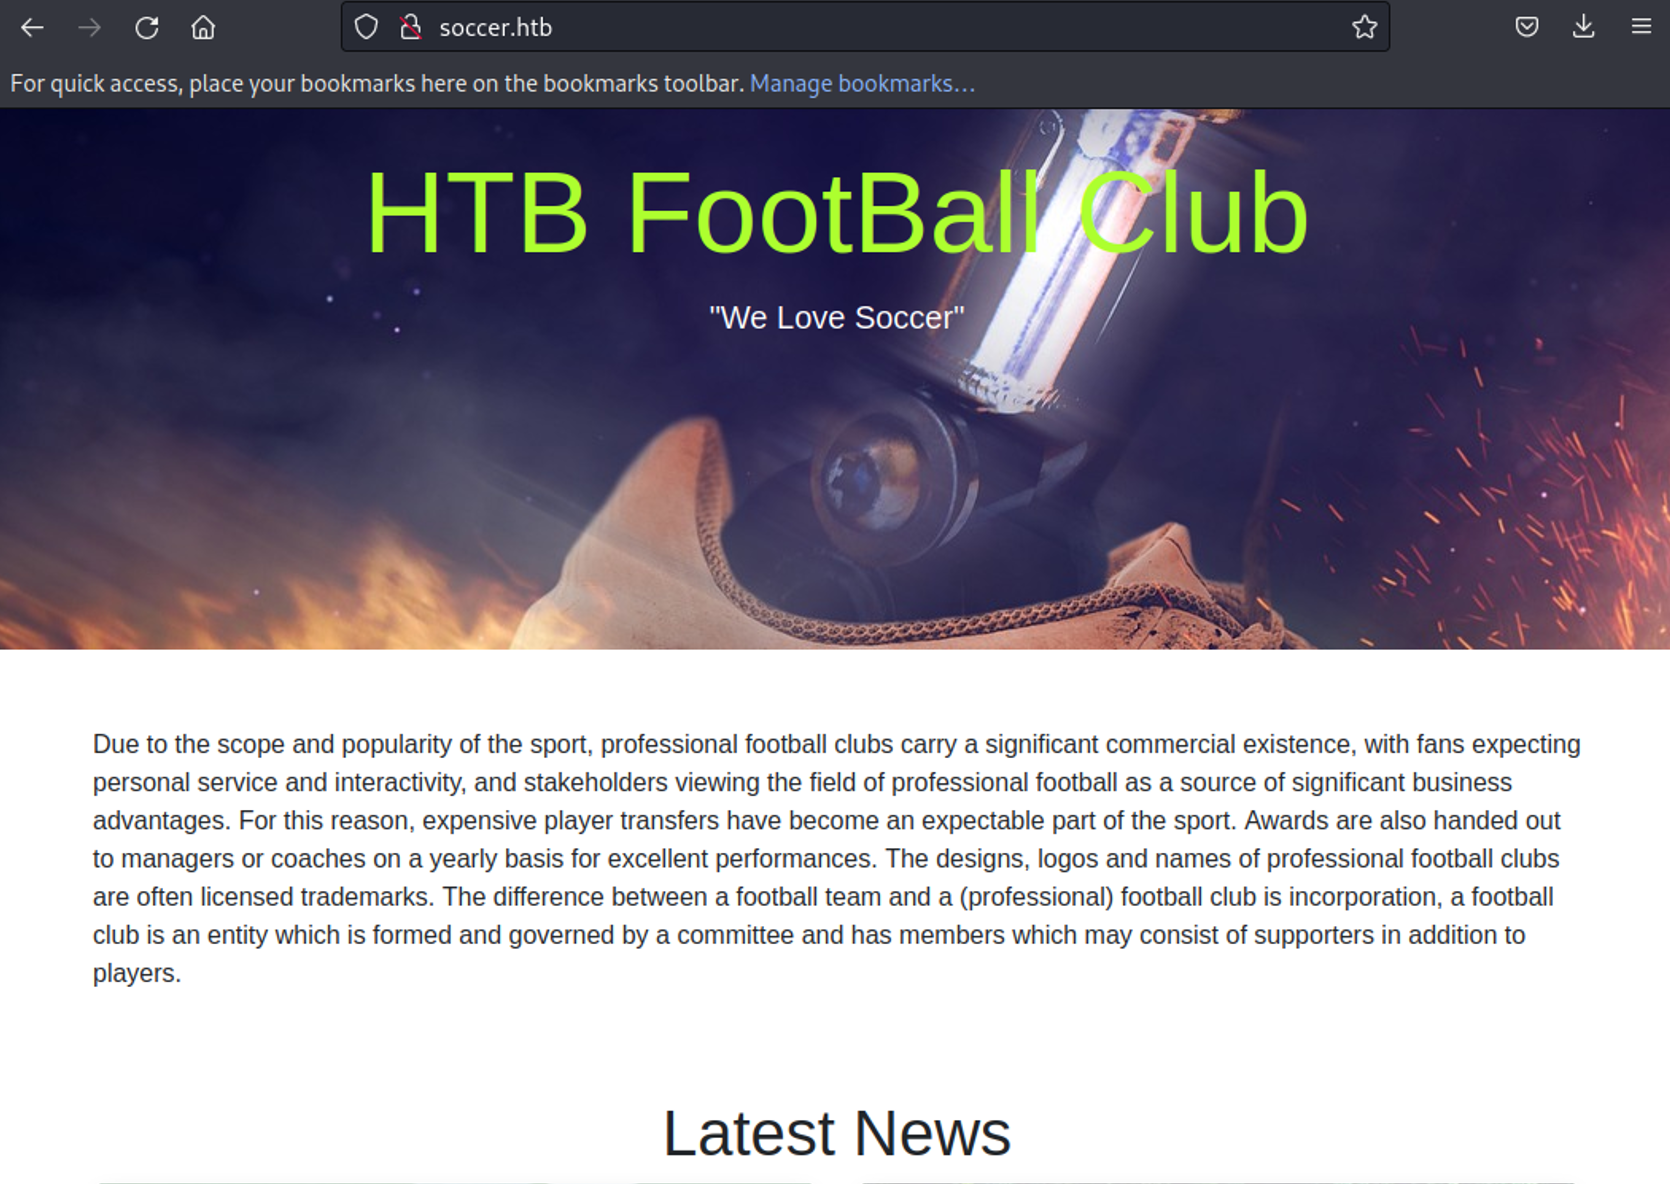 soccer.htb
For quick access, place your bookmarks here on the bookmarks toolbar. Manage bookmarks...
HTB FootBall Club
"We Love Soccer"
Due to the scope and popularity of the sport, professional football clubs carry a significant commercial existence, with fans expecting
personal service and interactivity, and stakeholders viewing the field of professional football as a source of significant business
advantages. For this reason, expensive player transfers have become an expectable part of the sport. Awards are also handed out
to managers or coaches on a yearly basis for excellent performances. The designs, logos and names of professional football clubs
are often licensed trademarks. The difference between a football team and a (professional) football club is incorporation, a football
club is an entity which is formed and governed by a committee and has members which may consist of supporters in addition to
players.
Latest News